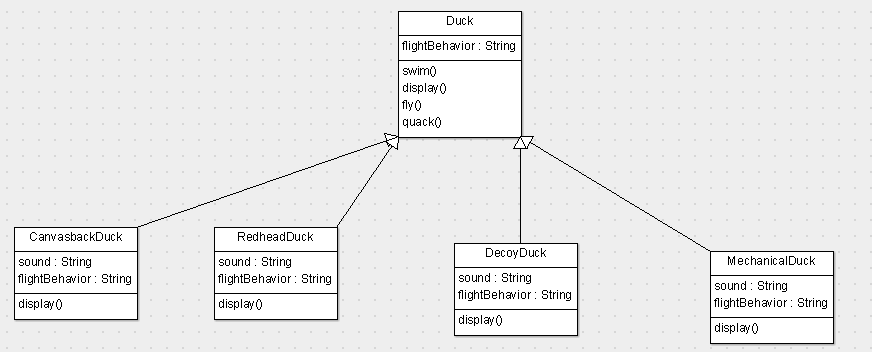 Duck
flightBehavior : String
swim()
display()
fly()
quack()
CanvasbackDuck
sound : String
flightBehavior : String
display()
RedheadDuck
sound : String
flightBehavior : String
display()
DecoyDuck
sound : String
flightBehavior : String
display()
MechanicalDuck
sound : String
flightBehavior : String
display()